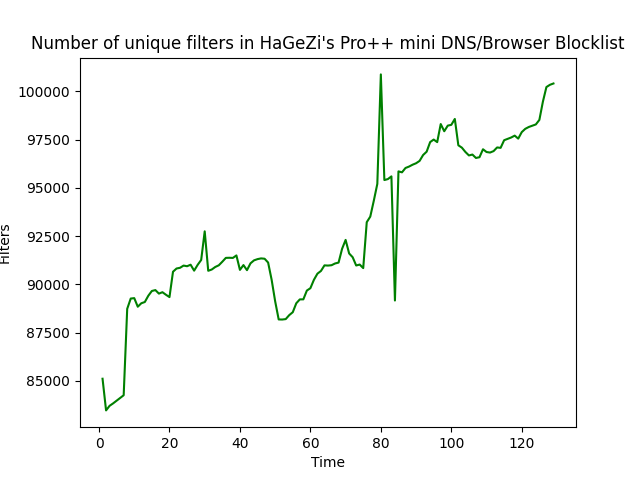 Number of unique filters in HaGeZi's Pro++ mini DNS/Browser Blocklist
100000
97500
95000
92500
90000
87500
85000
Filters
0 20 40 60 80 100 120
Time